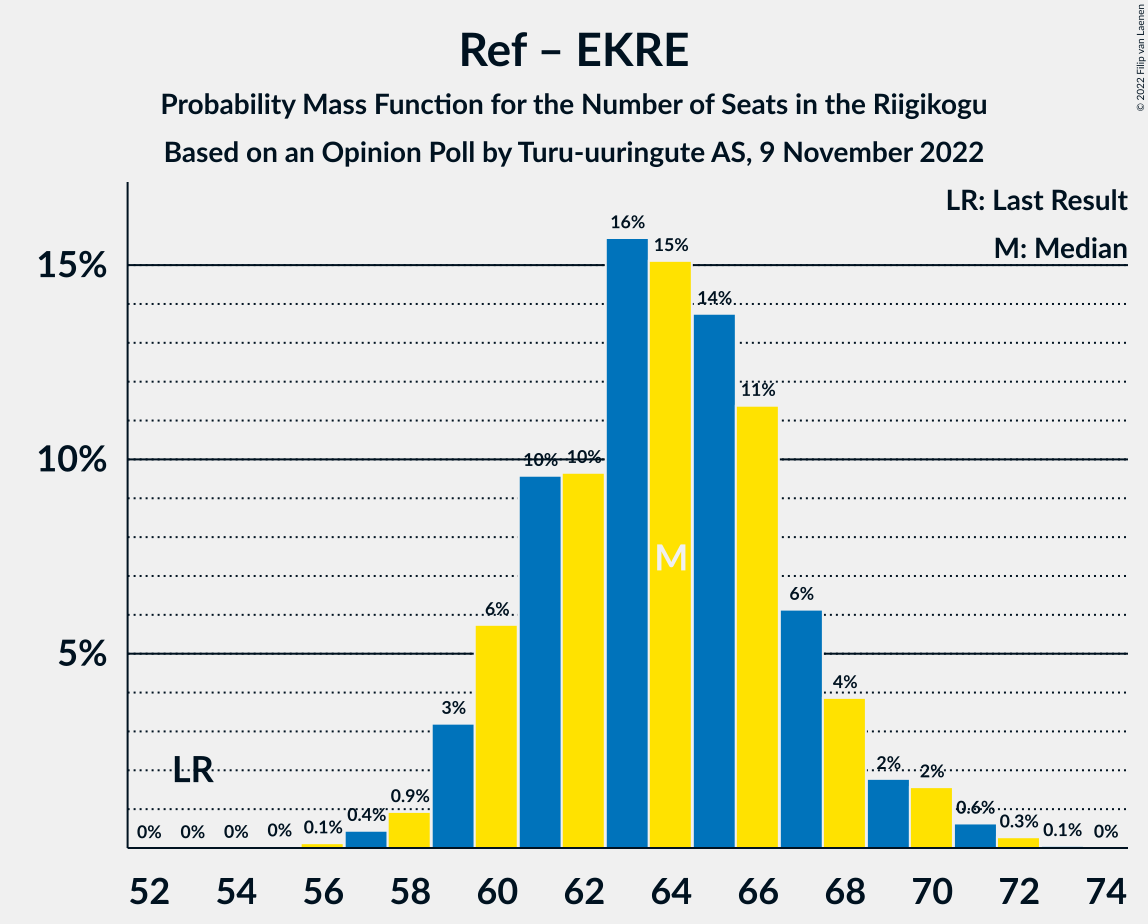 Ref – EKRE
Probability Mass Function for the Number of Seats in the Riigikogu
Based on an Opinion Poll by Turu-uuringute AS, 9 November 2022
© 2022 Filip van Laenen
LR: Last Result
M: Median
15%
10%
5%
0% 0% 0% 0% 0.1% 0.4% 0.9% 3% 6% 10% 10% 16% 15% 14% 11% 6% 4% 2% 2% 0.6% 0.3% 0.1% 0%
M
LR
52 54 56 58 60 62 64 66 68 70 72 74